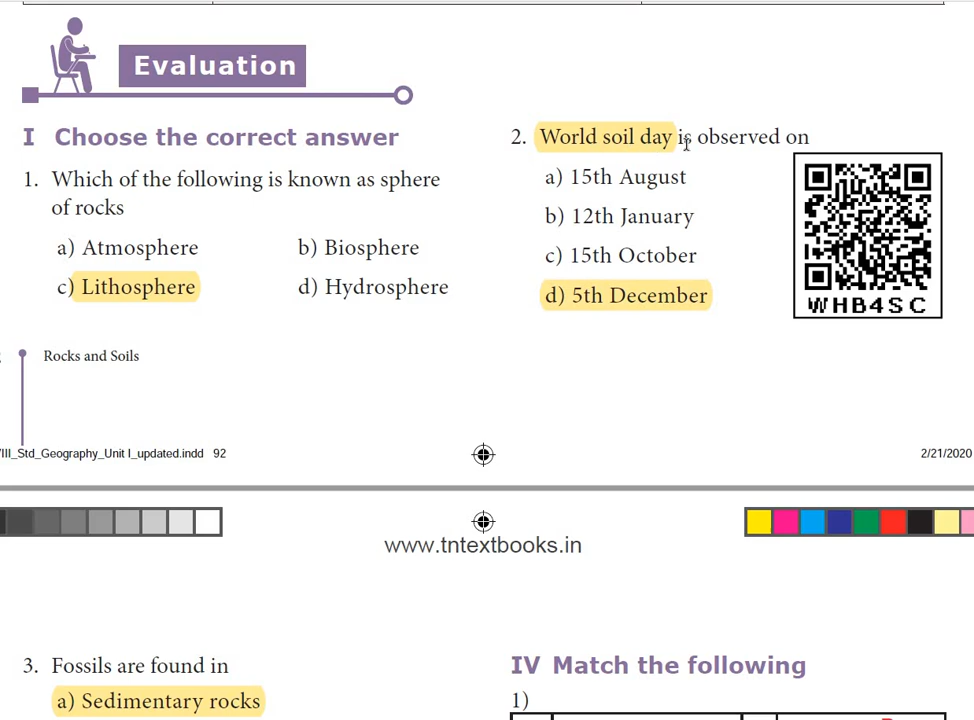 Evaluation
I Choose the correct answer
1. Which of the following is known as sphere
of rocks
a) Atmosphere b) Biosphere
c) Lithosphere d) Hydrosphere
2. World soil day is observed on
a) 15th August
b) 12th January
c) 15th October
d) 5th December
WHB4SC
Rocks and Soils
III_Std_Geography_Unit I_updated.indd 92
2/21/2020
www.tntextbooks.in
3. Fossils are found in
a) Sedimentary rocks
IV Match the following
1)